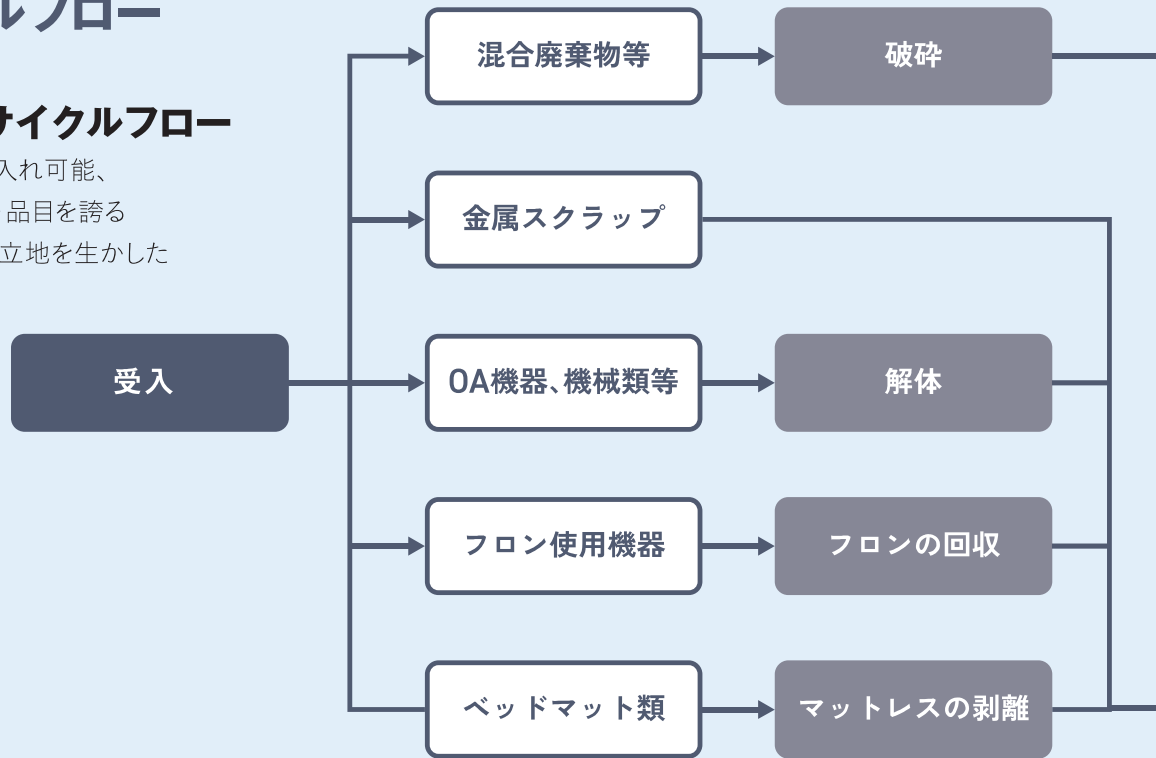 ルフロー
サイクルフロー
入れ可能、
品目を誇る
立地を生かした
受入
混合廃棄物等
破砕
金属スクラップ
OA機器、機械類等
解体
フロン使用機器
フロンの回収
ベッドマット類
マットレスの剥離